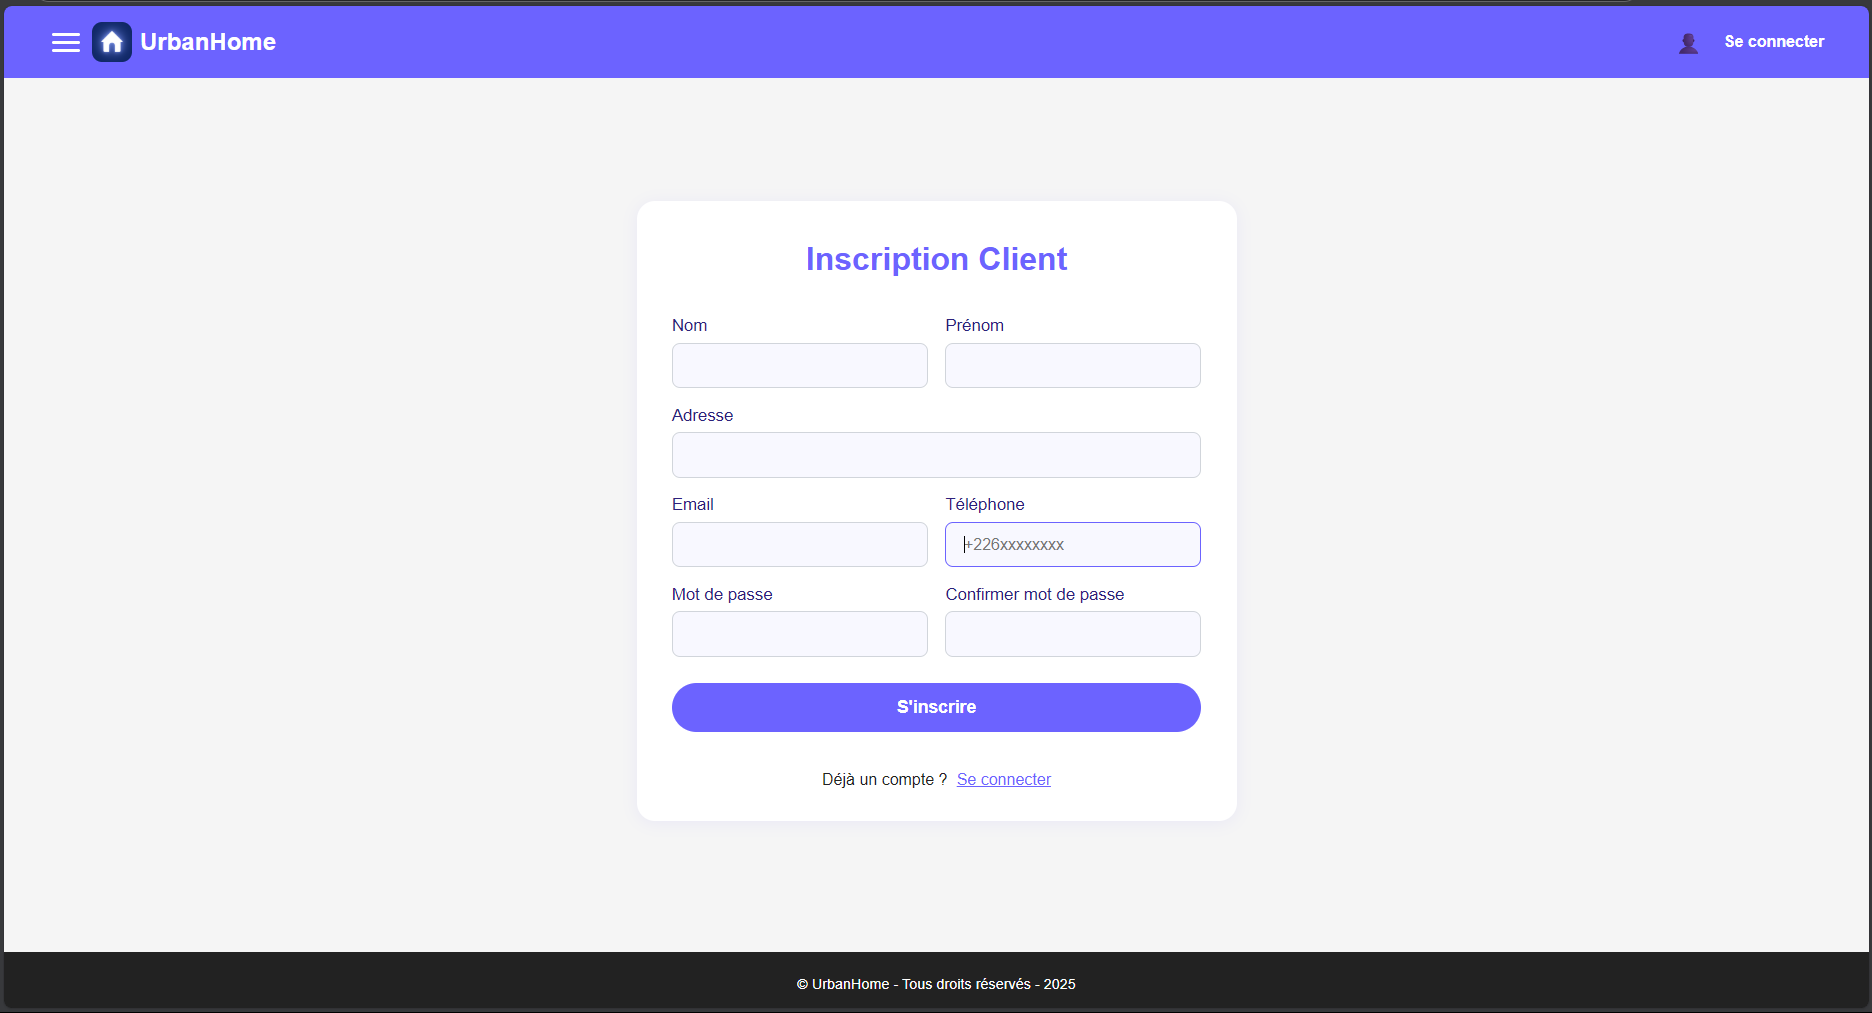 UrbanHome
Se connecter
Inscription Client
Nom
Prénom
Adresse
Email
Téléphone
+226xxxxxxxx
Mot de passe
Confirmer mot de passe
S'inscrire
Déjà un compte ? Se connecter
© UrbanHome - Tous droits réservés - 2025